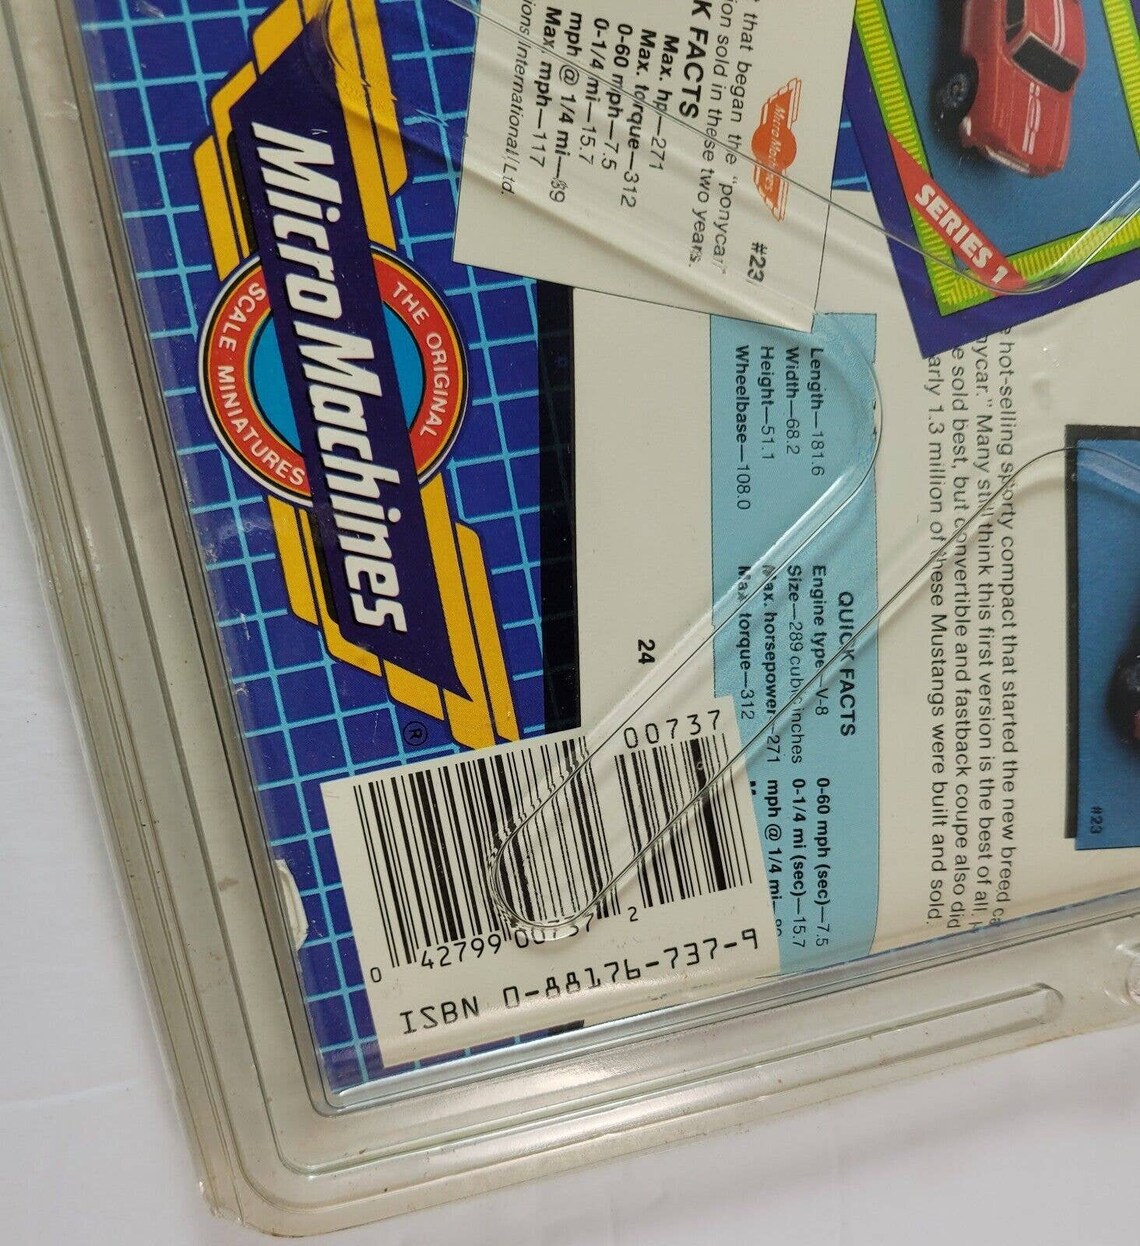 MicroMachines
THE ORIGINAL
SCALE MINIATURES
®
MicroMachines
#23
that began the "ponycar"
sold in these two years.
K FACTS
Max. hp—271
Max. torque—312
0-60 mph—7.5
0-1/4 mi—15.7
mph @ 1/4 mi—89
Max. mph—117
International, Ltd.
SERIES 1
hot-selling sporty compact that started the new breed
Many still think this first version is the best of all.
sold best, but convertible and fastback coupe also did
1.3 million of these Mustangs were built and sold.
Length—181.6
Width—68.2
Height—51.1
Wheelbase—108.0
QUICK FACTS
Engine type—V-8
Size—289 cubic inches
Max. horsepower—271
Max. torque—312
0-60 mph (sec)—7.5
0-1/4 mi (sec)—15.7
mph @ 1/4 mi—
#23
24
00737
0 42799 00737 2
ISBN 0-88176-737-9